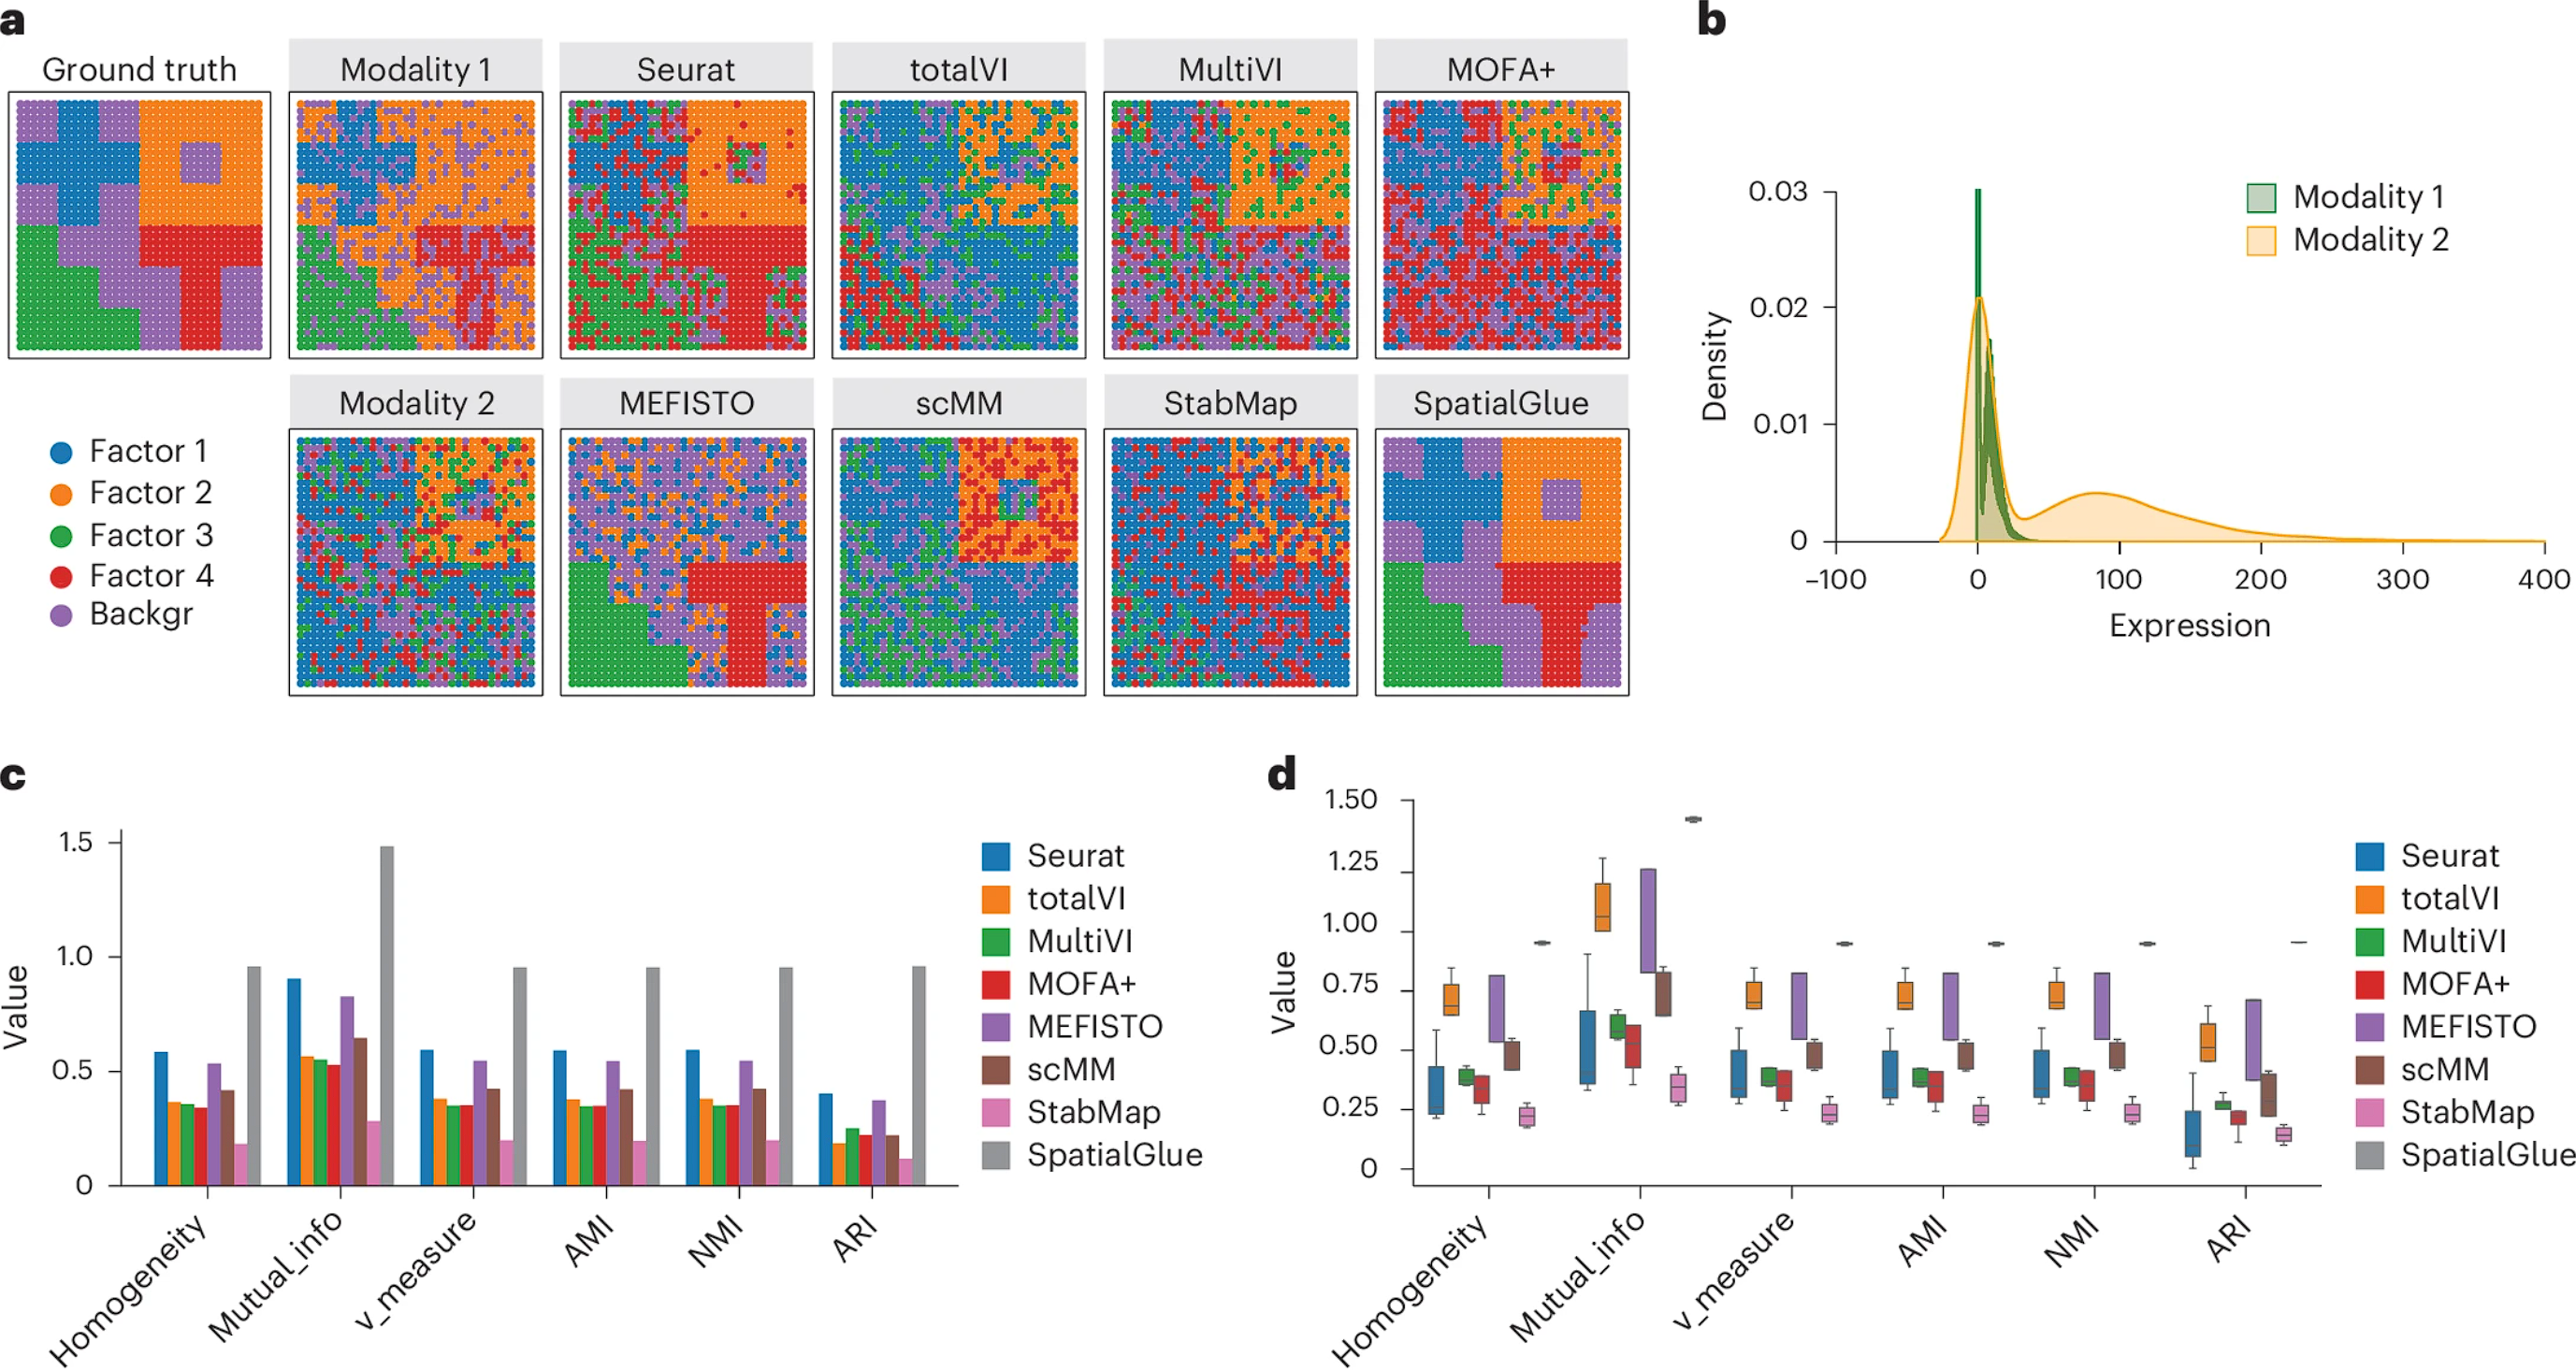 a
Ground truth
Modality 1
Seurat
totalVI
MultiVI
MOFA+
Modality 2
MEFISTO
scMM
StabMap
SpatialGlue
Factor 1
Factor 2
Factor 3
Factor 4
Backgr
b
Density
0.03
0.02
0.01
0
−100
0
100
200
300
400
Expression
Modality 1
Modality 2
c
Value
1.5
1.0
0.5
0
Homogeneity
Mutual_info
v_measure
AMI
NMI
ARI
Seurat
totalVI
MultiVI
MOFA+
MEFISTO
scMM
StabMap
SpatialGlue
d
Value
1.50
1.25
1.00
0.75
0.50
0.25
0
Homogeneity
Mutual_info
v_measure
AMI
NMI
ARI
Seurat
totalVI
MultiVI
MOFA+
MEFISTO
scMM
StabMap
SpatialGlue